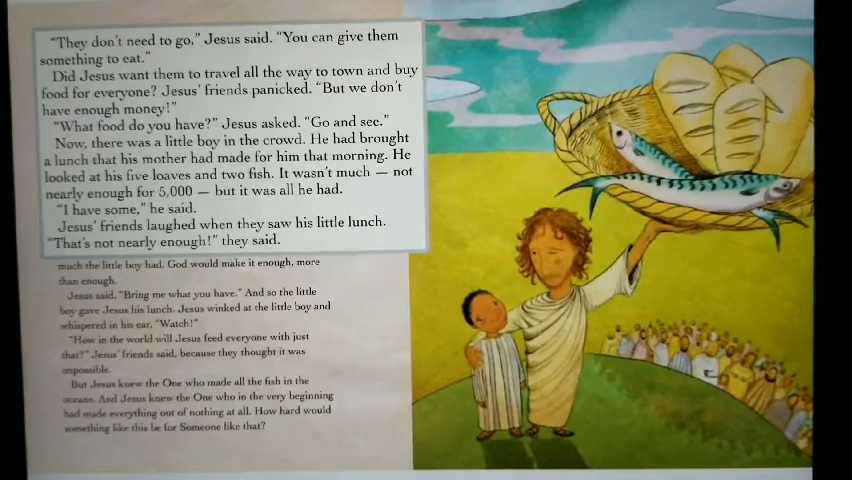 "They don't need to go," Jesus said. "You can give them
something to eat."
Did Jesus want them to travel all the way to town and buy
food for everyone? Jesus' friends panicked. "But we don't
have enough money!"
"What food do you have?" Jesus asked. "Go and see."
Now, there was a little boy in the crowd. He had brought
a lunch that his mother had made for him that morning. He
looked at his five loaves and two fish. It wasn't much — not
nearly enough for 5,000 — but it was all he had.
"I have some," he said.
Jesus' friends laughed when they saw his little lunch.
"That's not nearly enough!" they said.
much the little boy had. God would make it enough, more
than enough.
Jesus said, "Bring me what you have." And so the little
boy gave Jesus his lunch. Jesus winked at the little boy and
whispered in his ear, "Watch!"
"How in the world will Jesus feed everyone with just
that?" Jesus' friends said, because they thought it was
impossible.
But Jesus knew the One who made all the fish in the
oceans. And Jesus knew the One who in the very beginning
had made everything out of nothing at all. How hard would
something like this be for Someone like that?